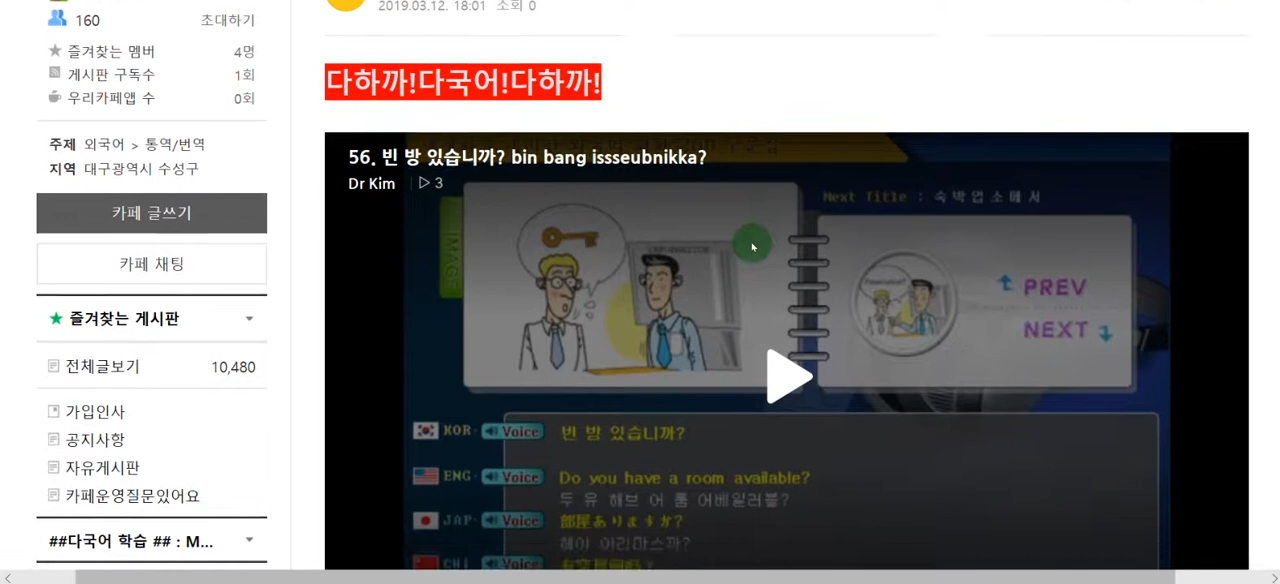 160 초대하기
즐겨찾는 멤버 4명
게시판 구독수 1회
우리카페앱 수 0회
주제 외국어 > 통역/번역
지역 대구광역시 수성구
카페 글쓰기
카페 채팅
즐겨찾는 게시판
전체글보기 10,480
가입인사
공지사항
자유게시판
카페운영질문있어요
##다국어 학습 ## : M...
2019.03.12. 18:01 조회 0
다하까!다국어!다하까!
56. 빈 방 있습니까? bin bang issseubnikka?
Dr Kim 3
Next Title : 숙박업소에서
IMAGE
PREV
NEXT
KOR Voice 빈 방 있습니까?
ENG Voice Do you have a room available?
두 유 해브 어 룸 어베일러블?
JAP Voice 部屋ありますか?
헤야 아리마스까?
CHI Voice